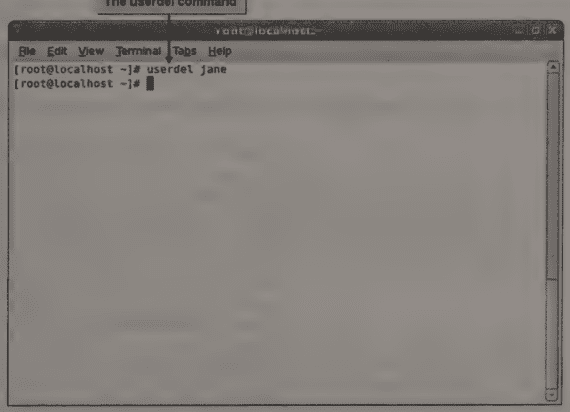 The userdel command
root@localhost:~
File Edit View Terminal Tabs Help
[root@localhost ~]# userdel jane
[root@localhost ~]#